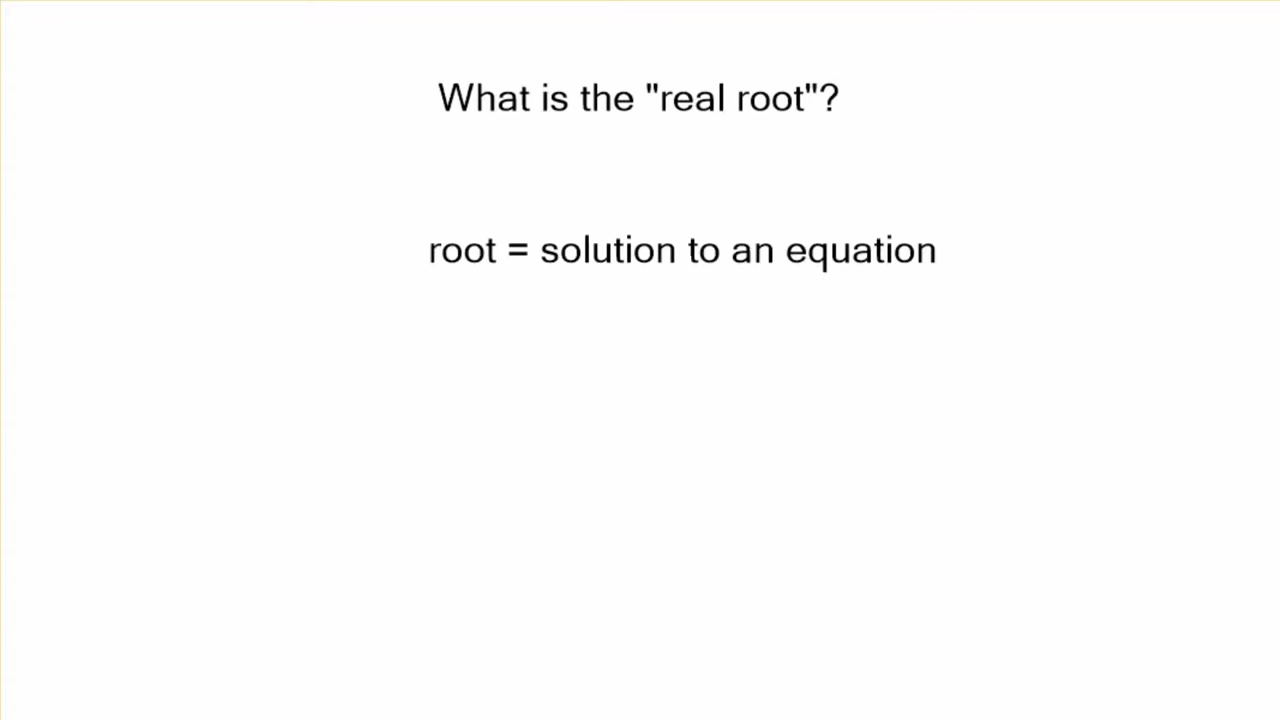 What is the "real root"?
root = solution to an equation